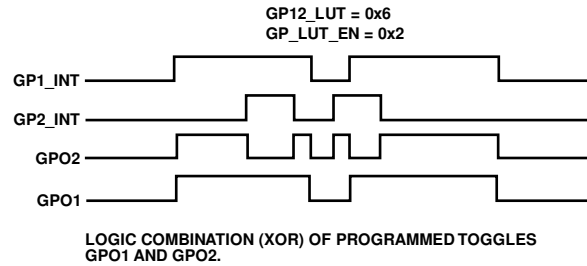 GP12_LUT = 0x6
GP_LUT_EN = 0x2
GP1_INT
GP2_INT
GPO2
GPO1
LOGIC COMBINATION (XOR) OF PROGRAMMED TOGGLES
GPO1 AND GPO2.